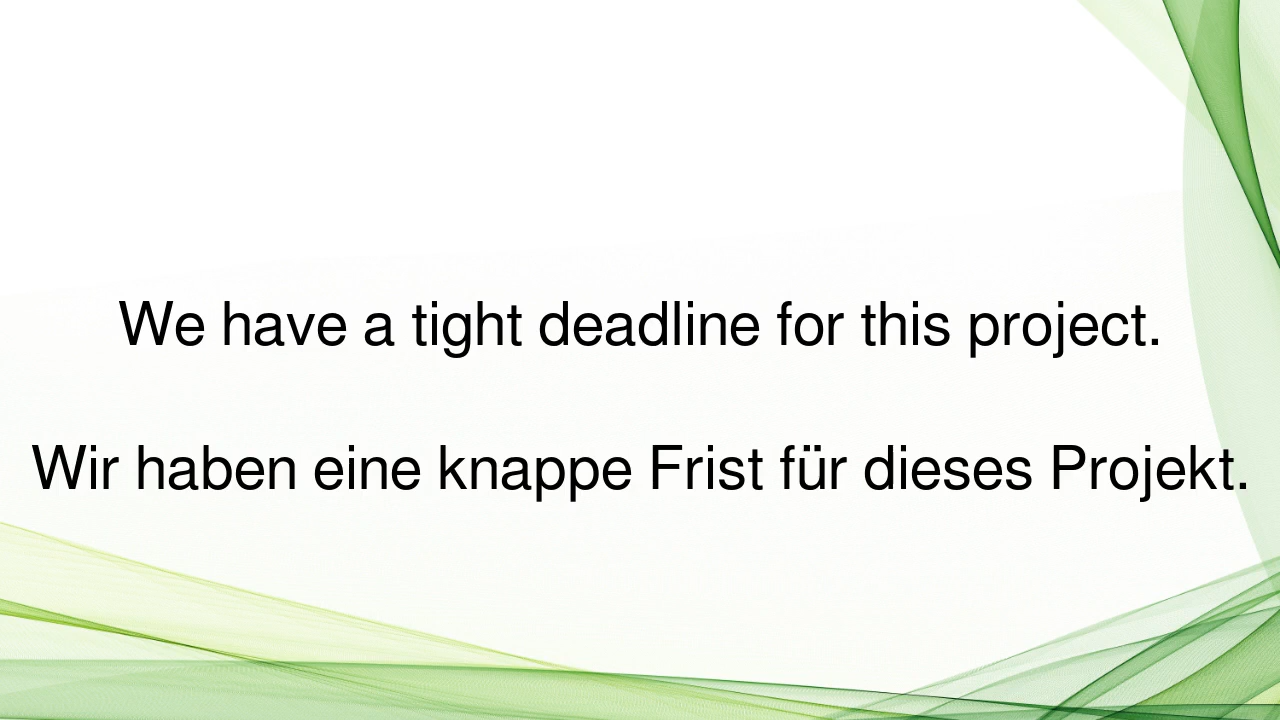 We have a tight deadline for this project.
Wir haben eine knappe Frist für dieses Projekt.